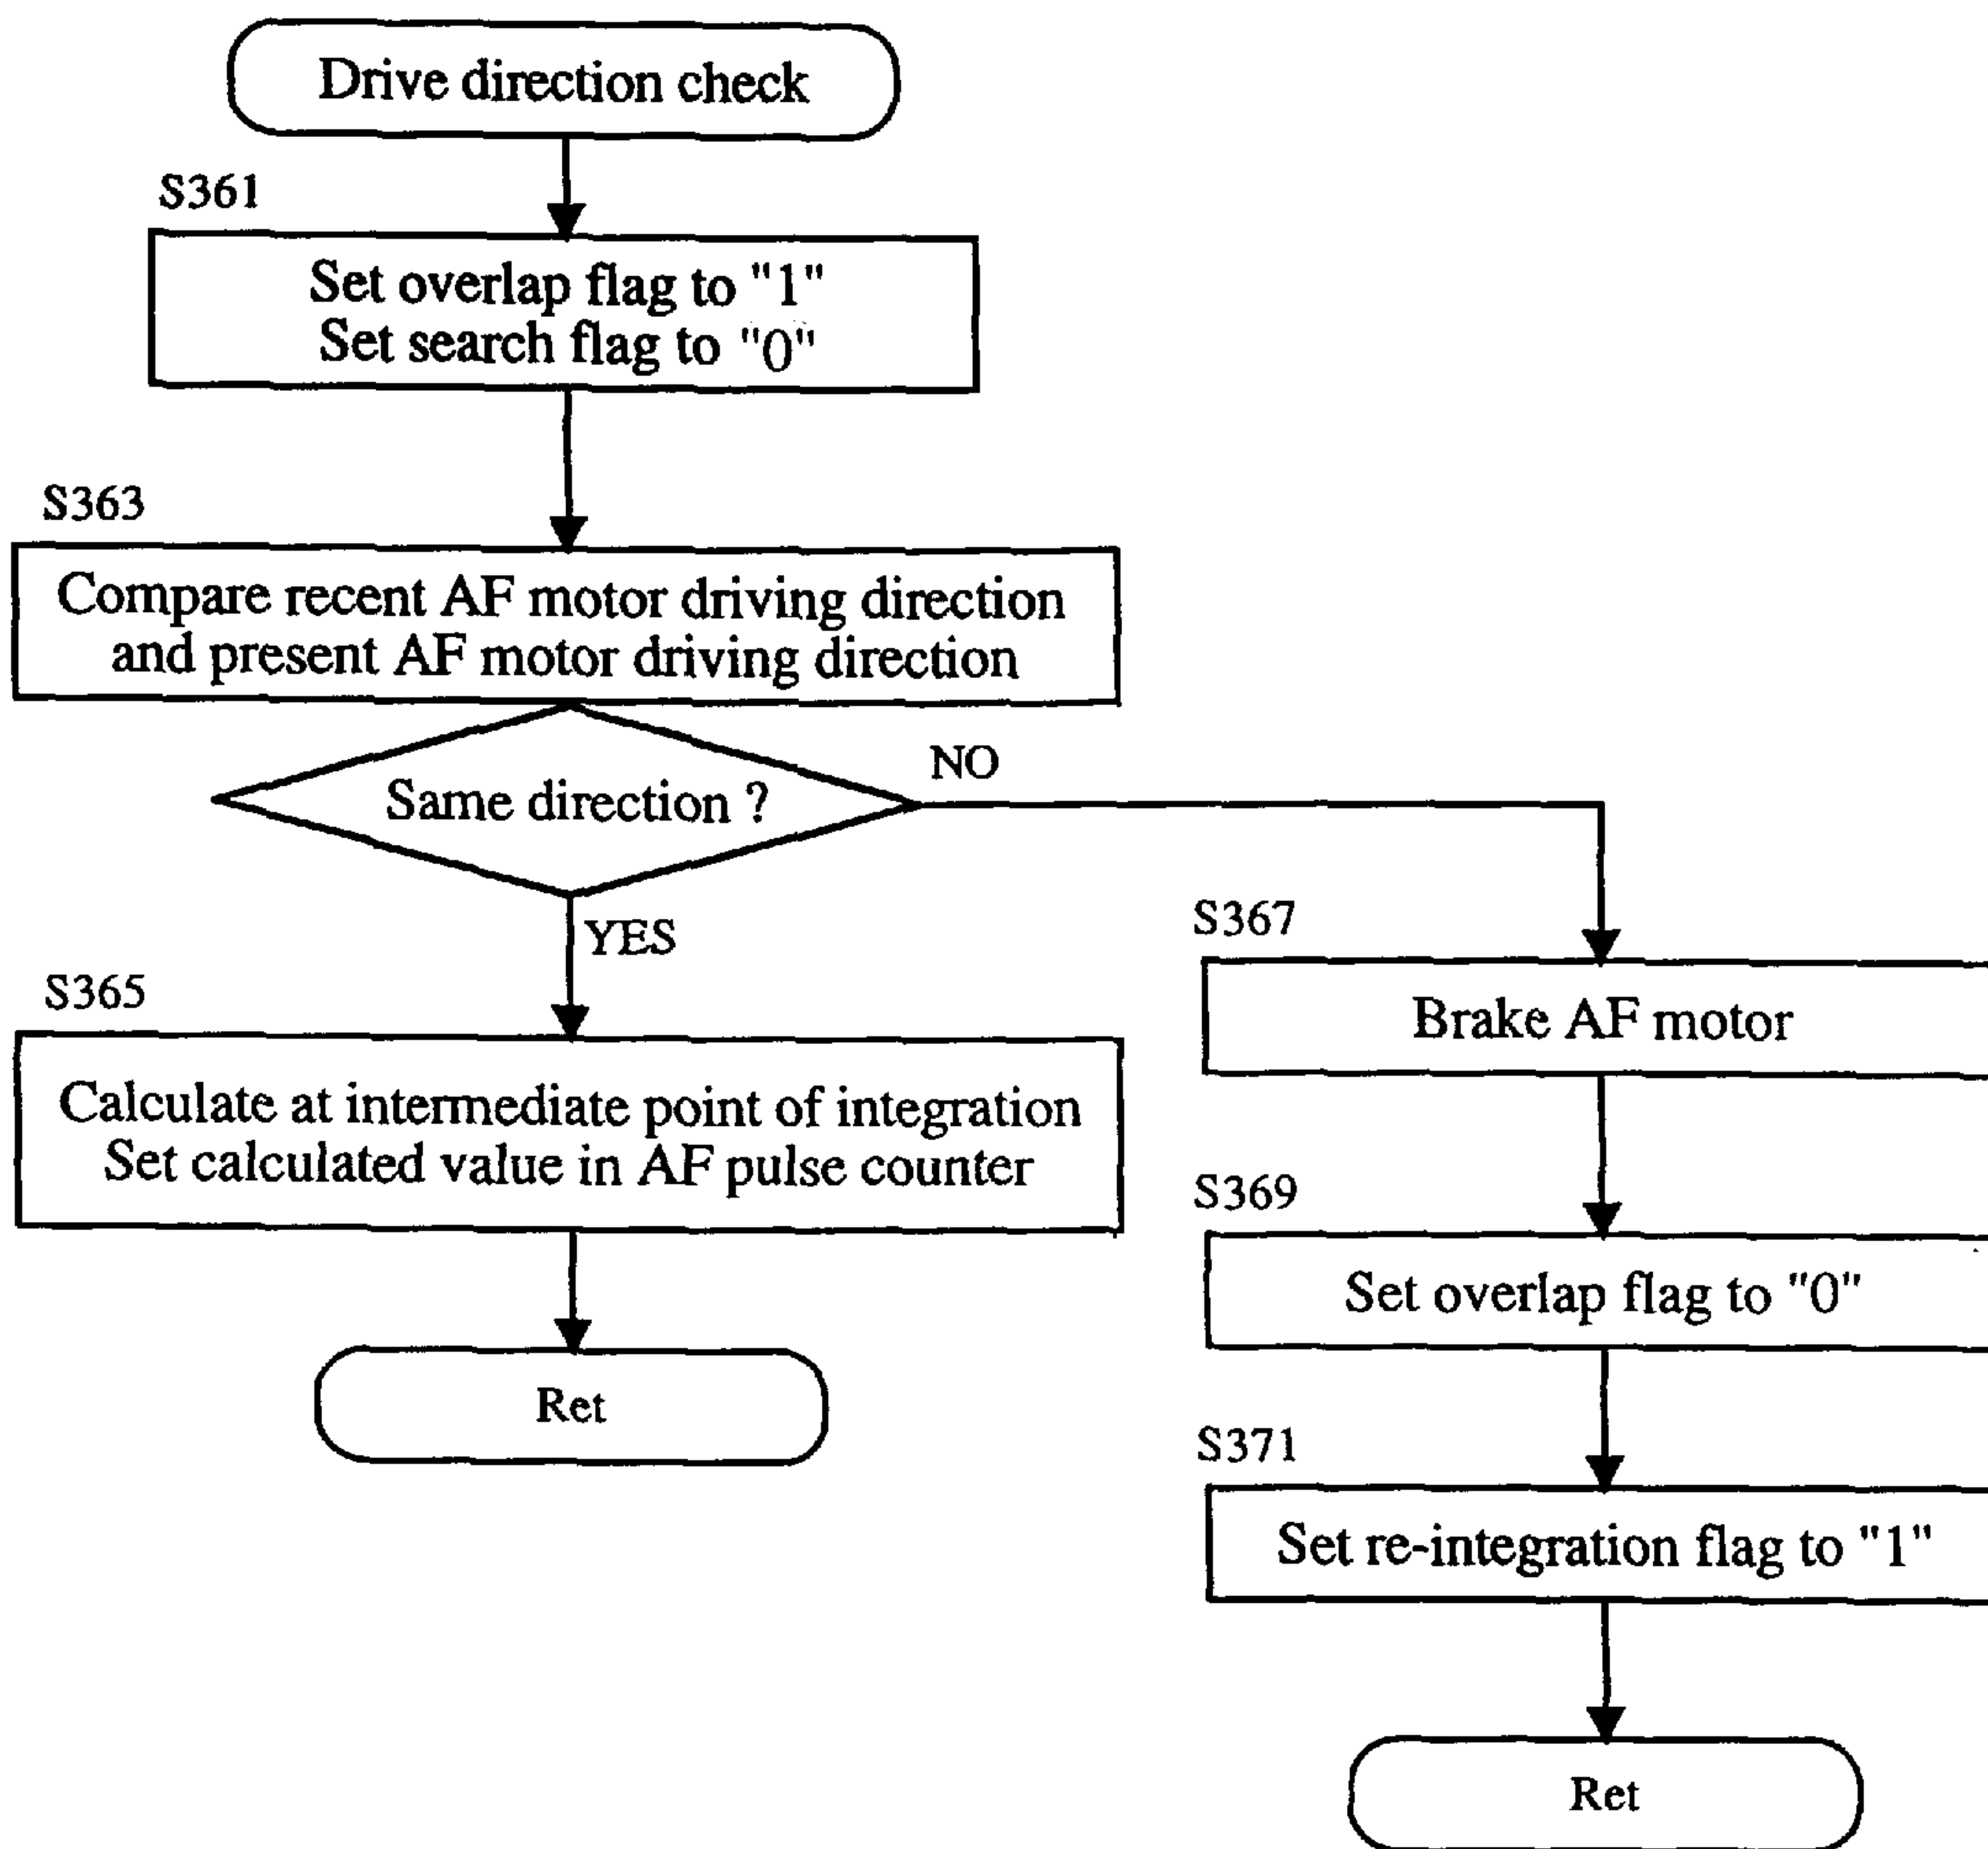 Drive direction check
S361
Set overlap flag to "1"
Set search flag to "0"
S363
Compare recent AF motor driving direction
and present AF motor driving direction
Same direction ?
NO
YES
S365
Calculate at intermediate point of integration
Set calculated value in AF pulse counter
Ret
S367
Brake AF motor
S369
Set overlap flag to "0"
S371
Set re-integration flag to "1"
Ret